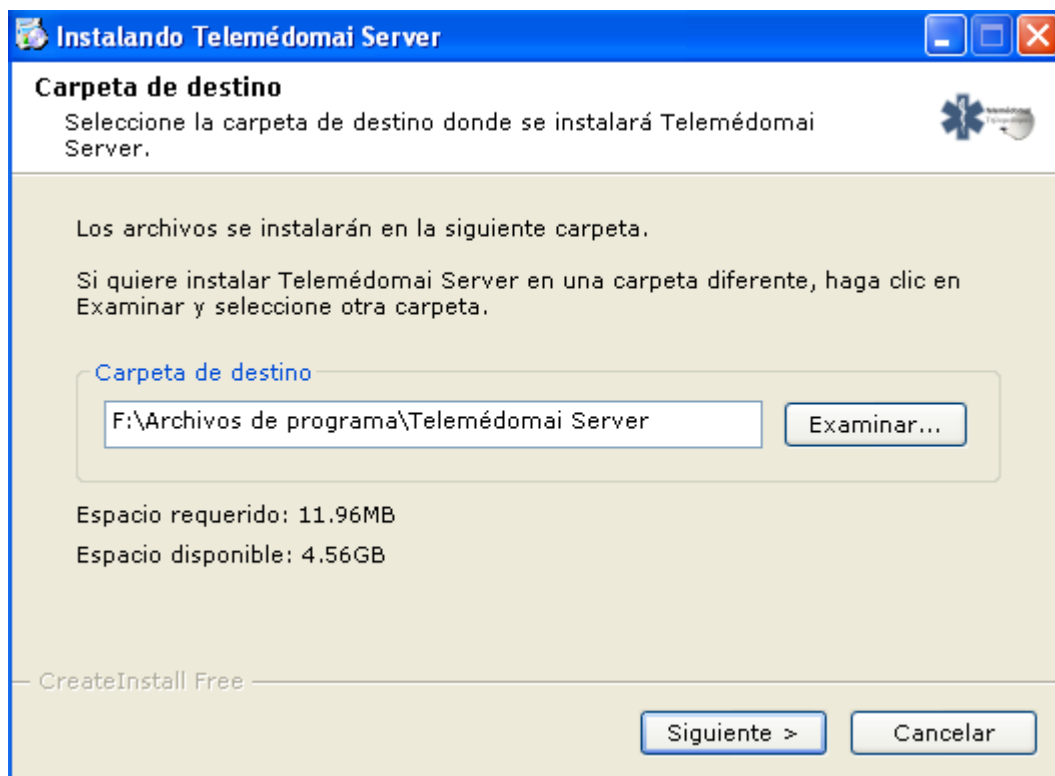 Instalando Telemédomai Server
Carpeta de destino
Seleccione la carpeta de destino donde se instalará Telemédomai
Server.
Los archivos se instalarán en la siguiente carpeta.
Si quiere instalar Telemédomai Server en una carpeta diferente, haga clic en
Examinar y seleccione otra carpeta.
Carpeta de destino
F:\Archivos de programa\Telemédomai Server
Examinar...
Espacio requerido: 11.96MB
Espacio disponible: 4.56GB
CreateInstall Free
Siguiente >
Cancelar